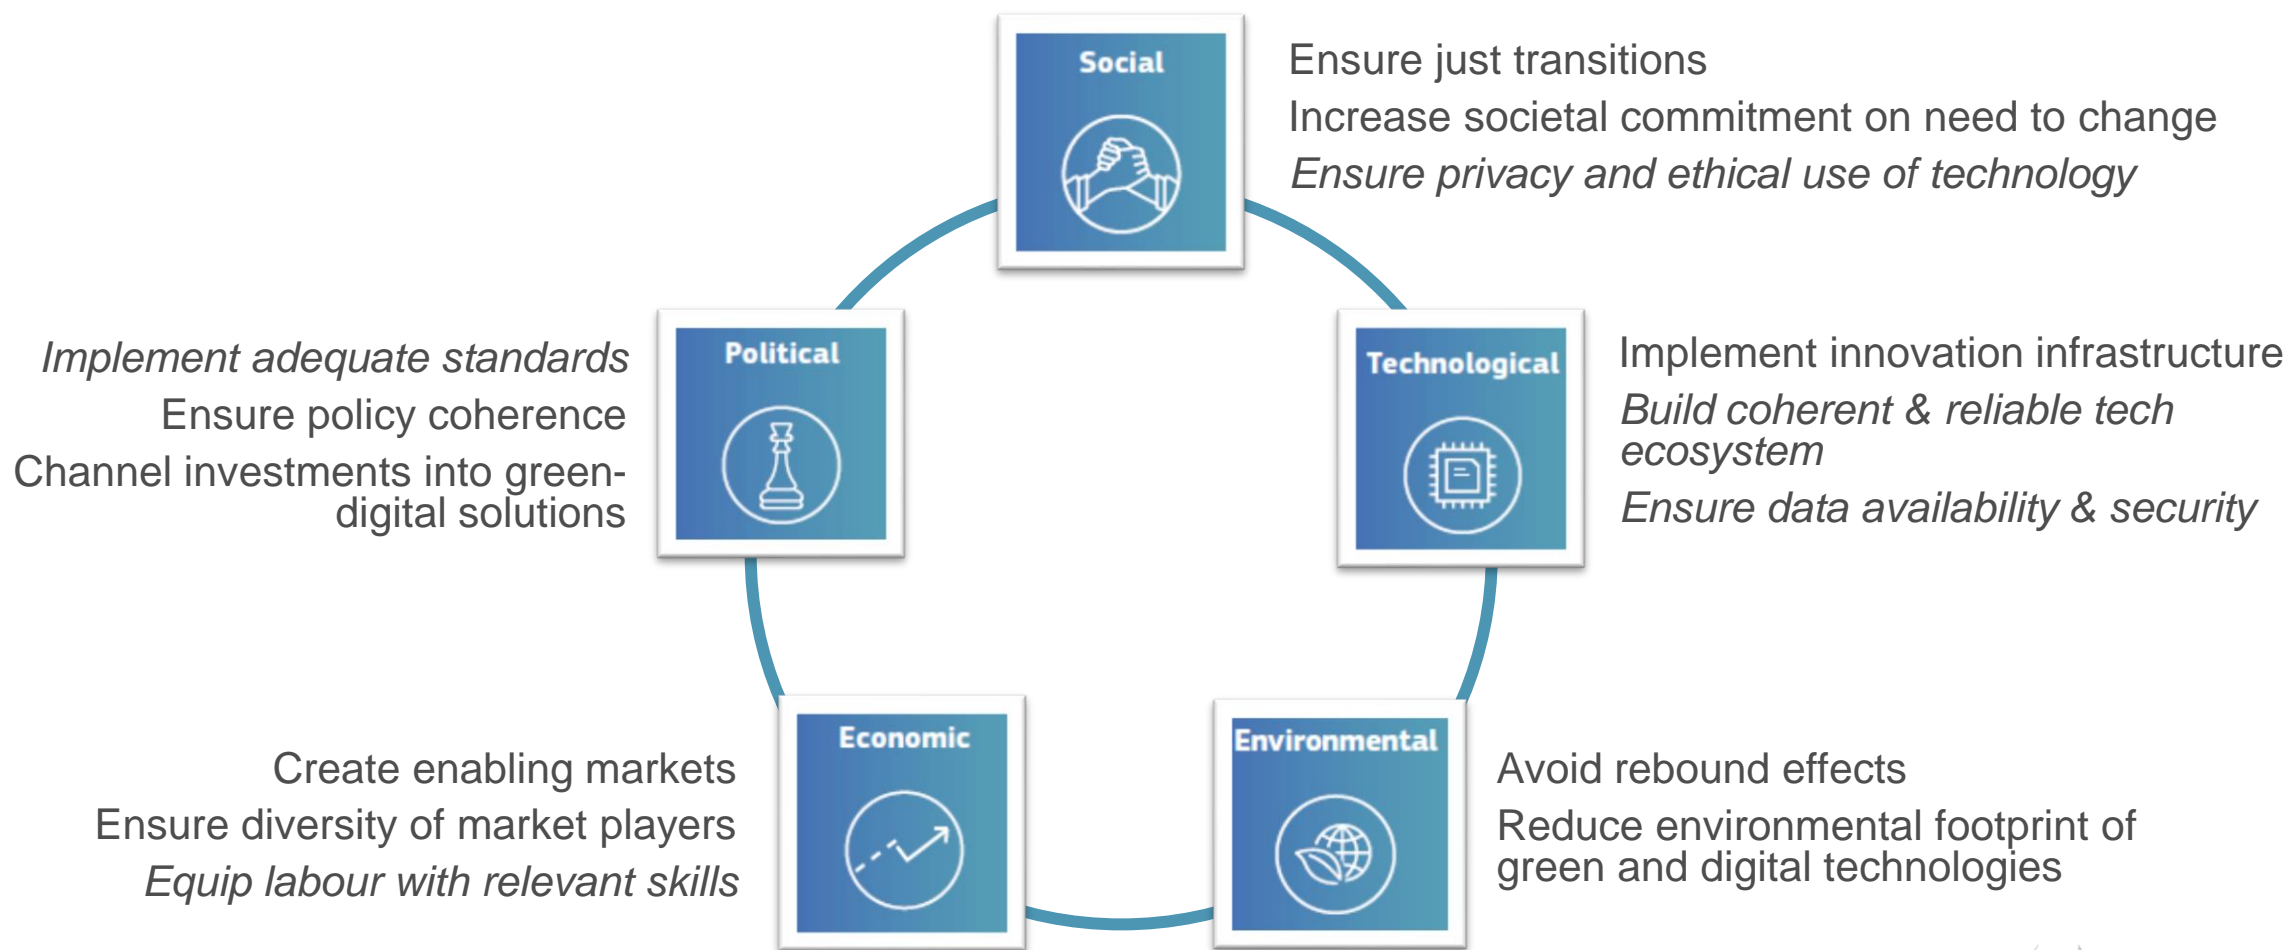 Social
Ensure just transitions
Increase societal commitment on need to change
Ensure privacy and ethical use of technology
Political
Implement adequate standards
Ensure policy coherence
Channel investments into green-
digital solutions
Technological
Implement innovation infrastructure
Build coherent & reliable tech
ecosystem
Ensure data availability & security
Economic
Create enabling markets
Ensure diversity of market players
Equip labour with relevant skills
Environmental
Avoid rebound effects
Reduce environmental footprint of
green and digital technologies